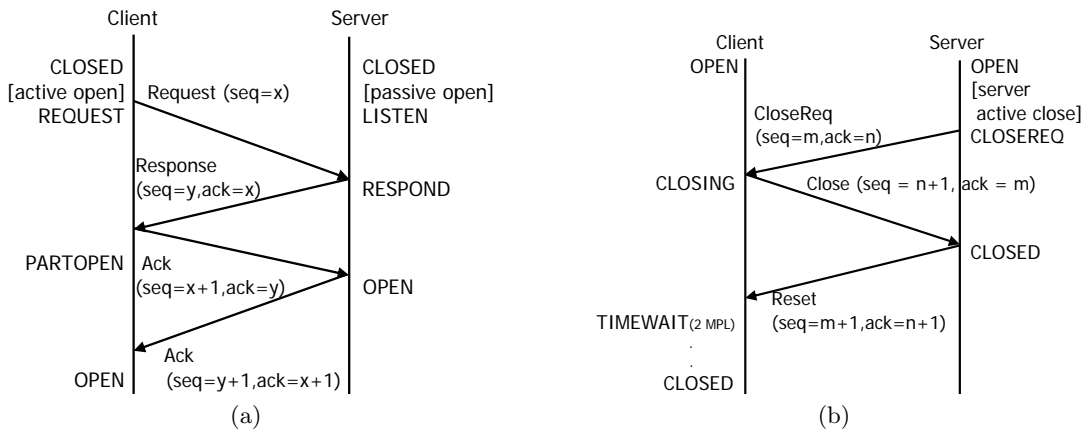 Client
Server
CLOSED
[active open]
REQUEST
Request (seq=x)
CLOSED
[passive open]
LISTEN
Response
(seq=y,ack=x)
RESPOND
PARTOPEN
Ack
(seq=x+1,ack=y)
OPEN
Ack
(seq=y+1,ack=x+1)
OPEN
(a)
Client
Server
OPEN
OPEN
[server
active close]
CLOSEREQ
CloseReq
(seq=m,ack=n)
CLOSING
Close (seq = n+1, ack = m)
CLOSED
Reset
(seq=m+1,ack=n+1)
TIMEWAIT(2 MPL)
.
.
CLOSED
(b)